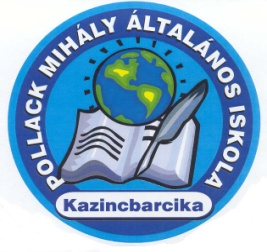 POLLACK MIHÁLY ÁLTALÁNOS ISKOLA
Kazincbarcika